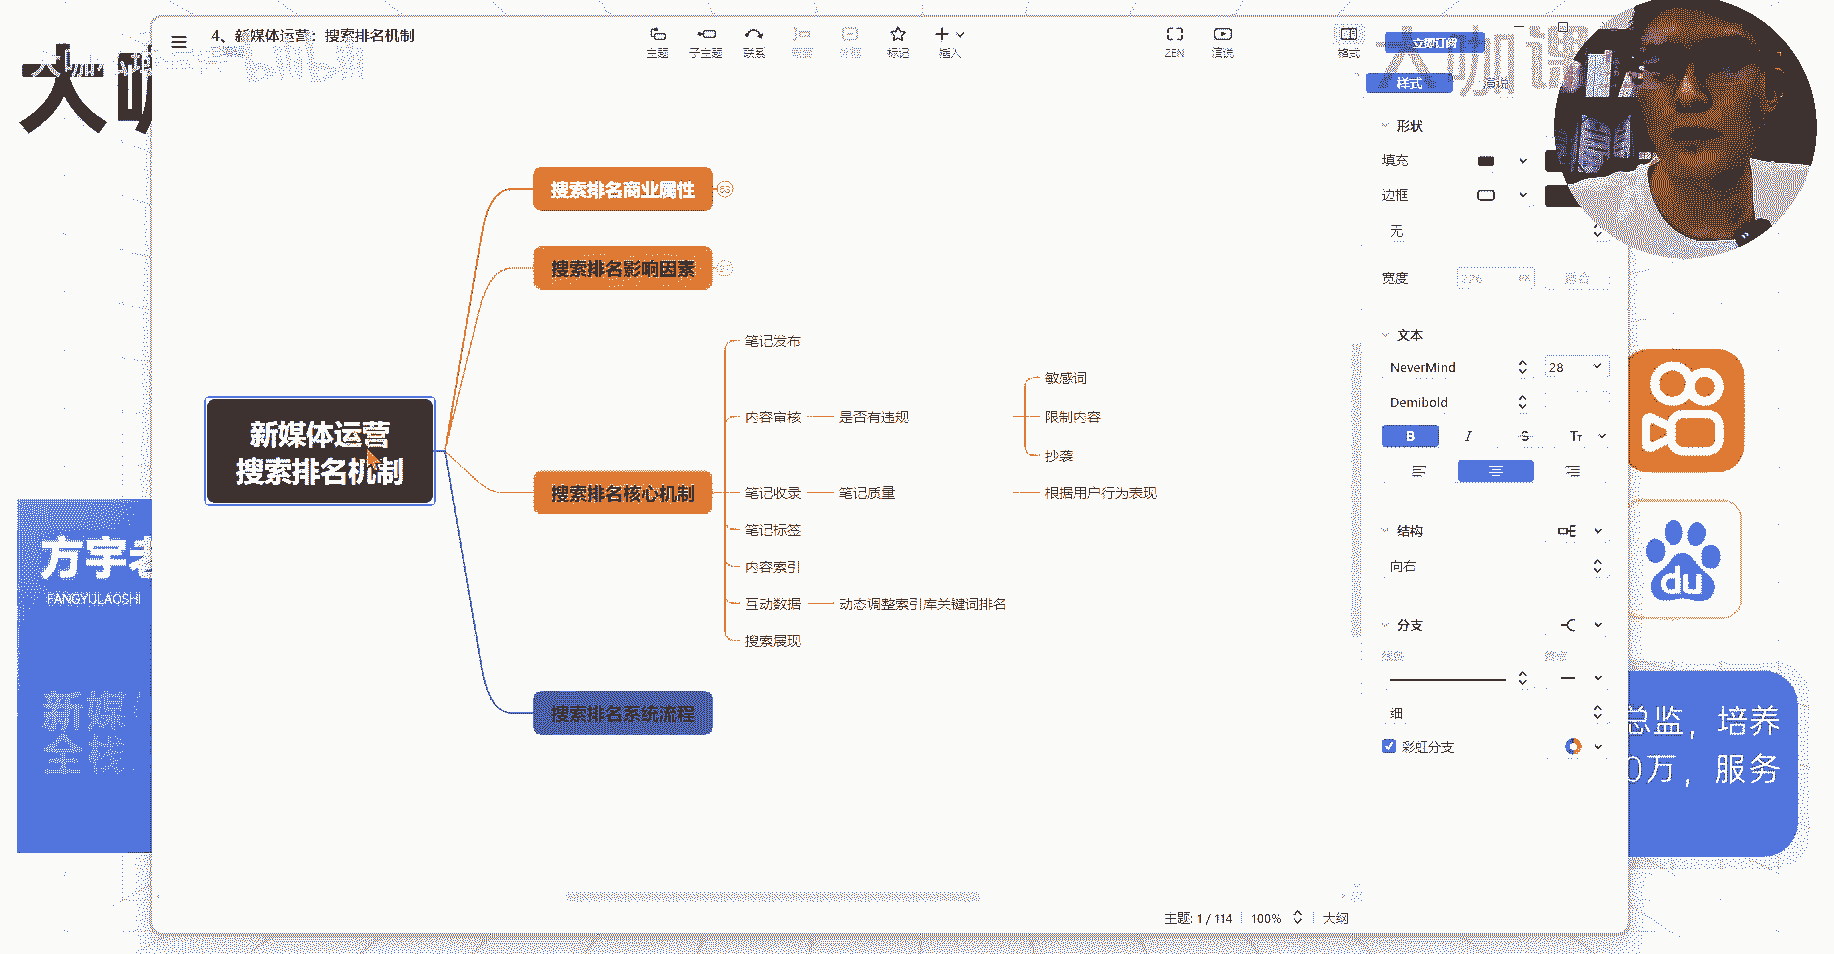 4、新媒体运营：搜索排名机制
主题
子主题
联系
标记
插入
ZEN
演说
格式
立即订阅
大咖课
大咖
样式
演说
形状
填充
边框
无
宽度
文本
NeverMind
28
Demibold
B
I
S
Tт
结构
向右
分支
细
彩虹分支
搜索排名商业属性
搜索排名影响因素
新媒体运营
搜索排名机制
搜索排名核心机制
笔记发布
内容审核
是否有违规
敏感词
限制内容
抄袭
笔记收录
笔记质量
根据用户行为表现
笔记标签
内容索引
互动数据
动态调整索引库关键词排名
搜索展现
搜索排名系统流程
方宇老
FANGYULAOSHI
新媒
全栈
du
总监，培养
0万，服务
主题: 1 / 114
100%
大纲